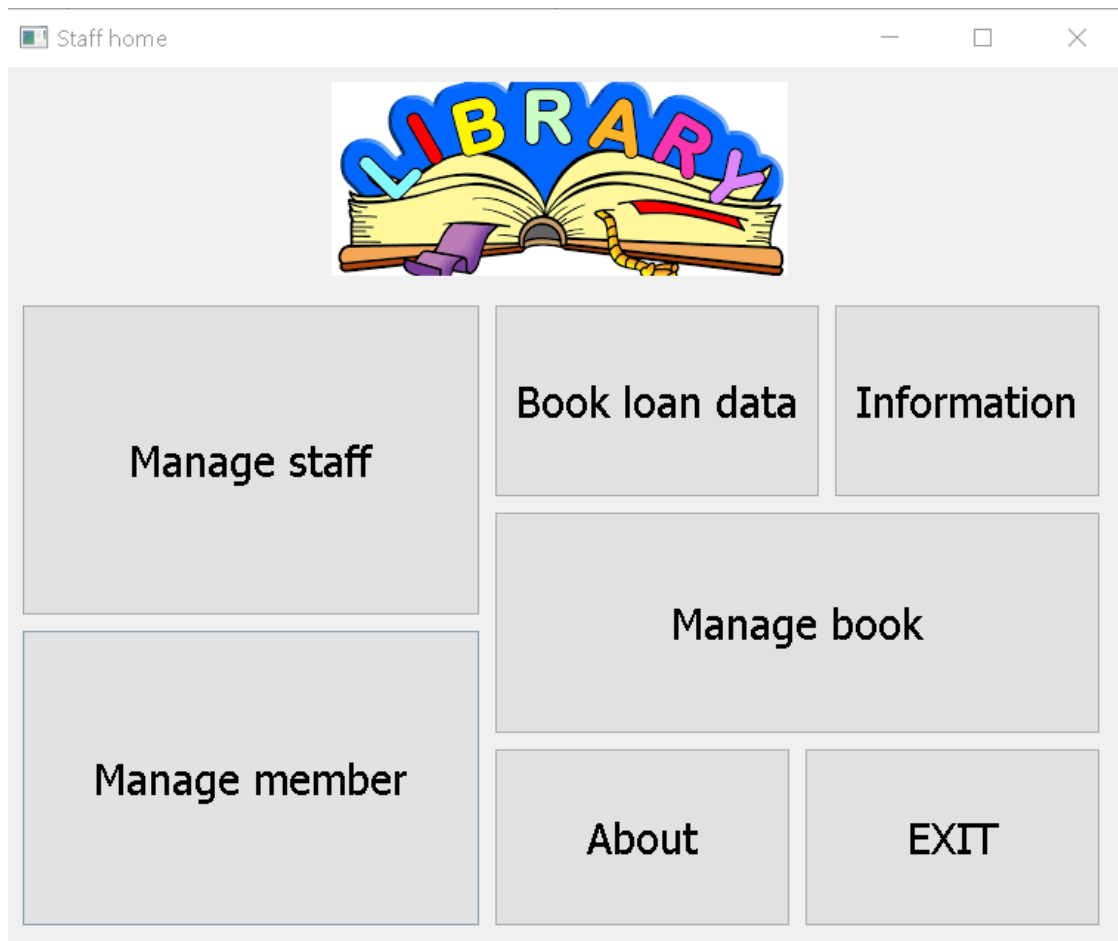 Staff home
LIBRARY
Manage staff
Book loan data
Information
Manage book
Manage member
About
EXIT